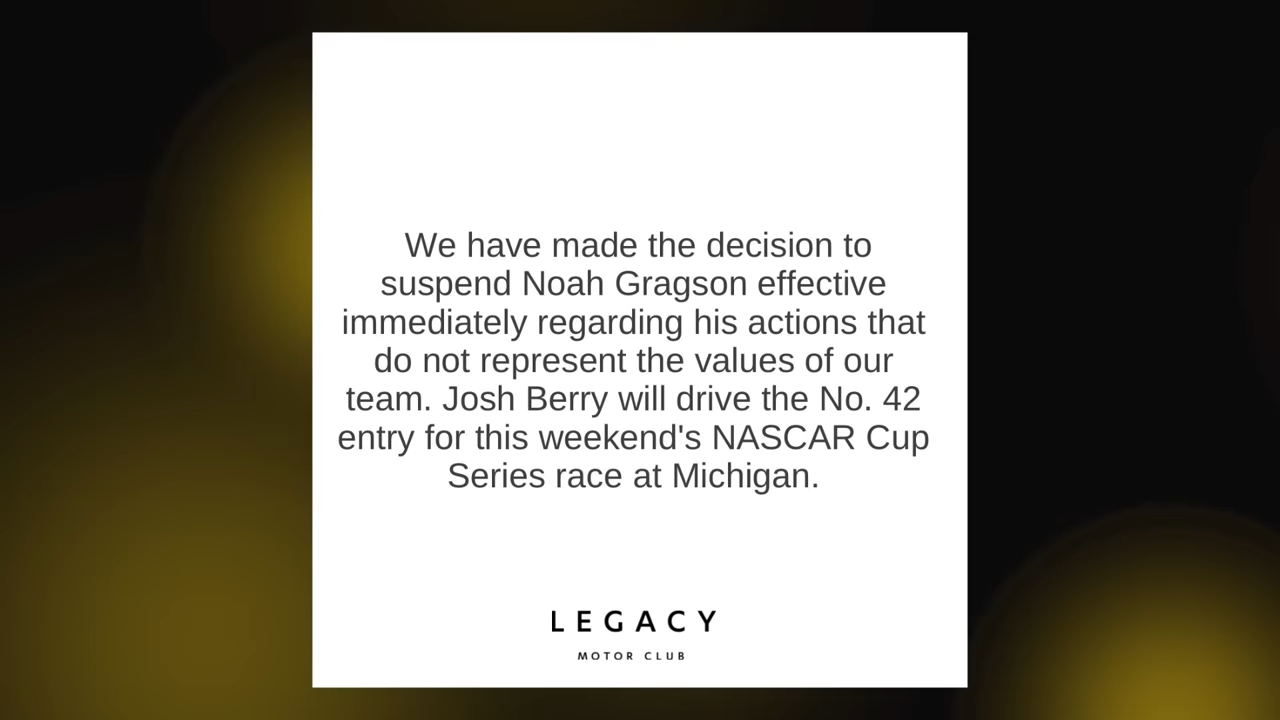 We have made the decision to
suspend Noah Gragson effective
immediately regarding his actions that
do not represent the values of our
team. Josh Berry will drive the No. 42
entry for this weekend's NASCAR Cup
Series race at Michigan.
LEGACY
MOTOR CLUB